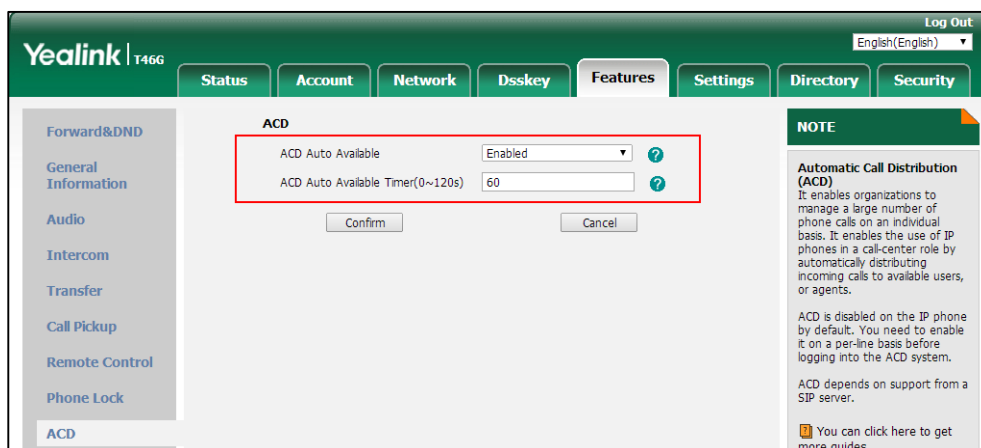 Log Out
Yealink | T46G
English(English)
Status Account Network Dsskey Features Settings Directory Security
Forward&DND
General
Information
Audio
Intercom
Transfer
Call Pickup
Remote Control
Phone Lock
ACD
ACD
ACD Auto Available Enabled ?
ACD Auto Available Timer(0~120s) 60 ?
Confirm Cancel
NOTE
Automatic Call Distribution
(ACD)
It enables organizations to
manage a large number of
phone calls on an individual
basis. It enables the use of IP
phones in a call-center role by
automatically distributing
incoming calls to available users,
or agents.
ACD is disabled on the IP phone
by default. You need to enable
it on a per-line basis before
logging into the ACD system.
ACD depends on support from a
SIP server.
You can click here to get
more guides